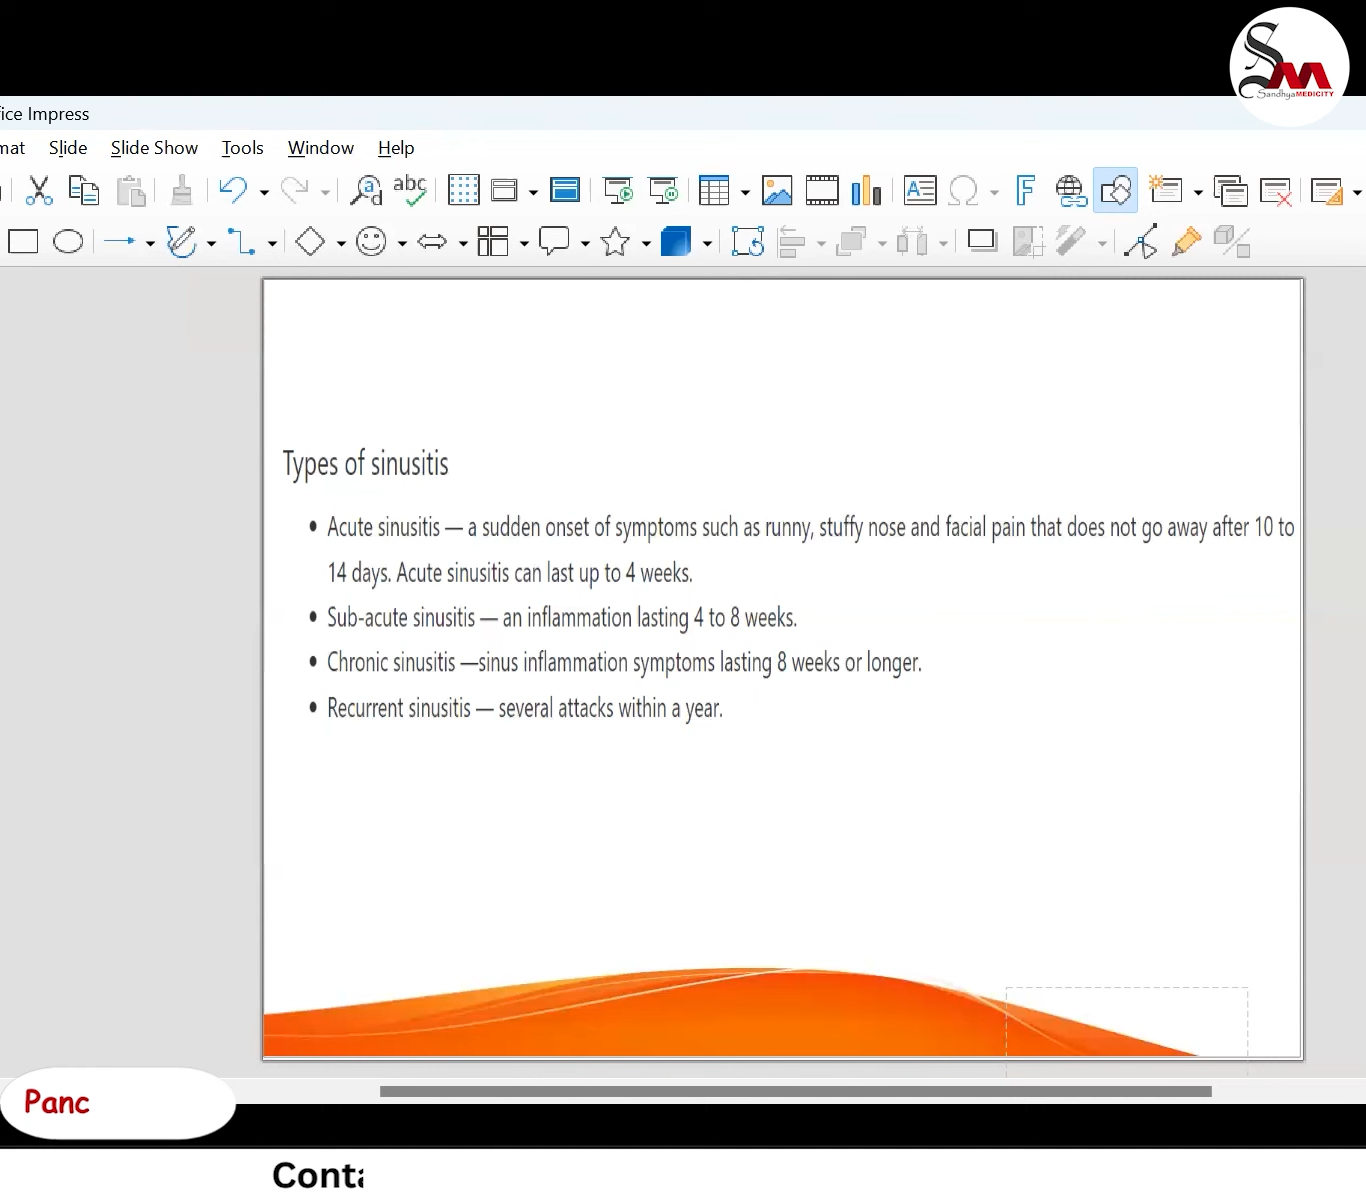 SM
SandhyaMEDICITY
ice Impress
mat Slide Slide Show Tools Window Help
abc
Types of sinusitis
• Acute sinusitis — a sudden onset of symptoms such as runny, stuffy nose and facial pain that does not go away after 10 to
14 days. Acute sinusitis can last up to 4 weeks.
• Sub-acute sinusitis — an inflammation lasting 4 to 8 weeks.
• Chronic sinusitis —sinus inflammation symptoms lasting 8 weeks or longer.
• Recurrent sinusitis — several attacks within a year.
Panc
Conta